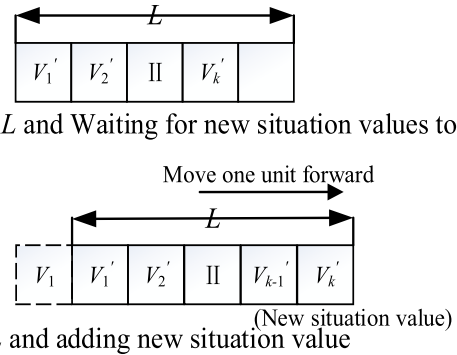 L
V₁′ V₂′ II Vₖ′
L and Waiting for new situation values to
Move one unit forward
L
V₁ V₁′ V₂′ II Vₖ₋₁′ Vₖ′
(New situation value)
and adding new situation value